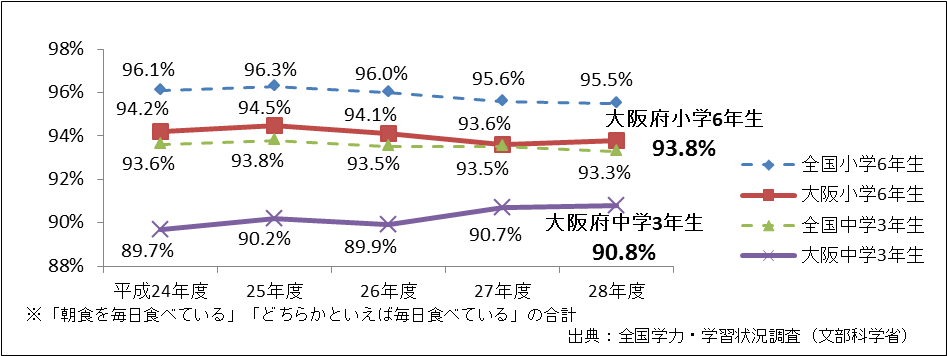 98%
96%
94%
92%
90%
88%
96.1%
96.3%
96.0%
95.6%
95.5%
94.2%
94.5%
94.1%
93.6%
大阪府小学6年生
93.8%
93.6%
93.8%
93.5%
93.5%
93.3%
89.7%
90.2%
89.9%
90.7%
大阪府中学3年生
90.8%
全国小学6年生
大阪小学6年生
全国中学3年生
大阪中学3年生
平成24年度
25年度
26年度
27年度
28年度
※「朝食を毎日食べている」「どちらかといえば毎日食べている」の合計
出典：全国学力・学習状況調査（文部科学省）